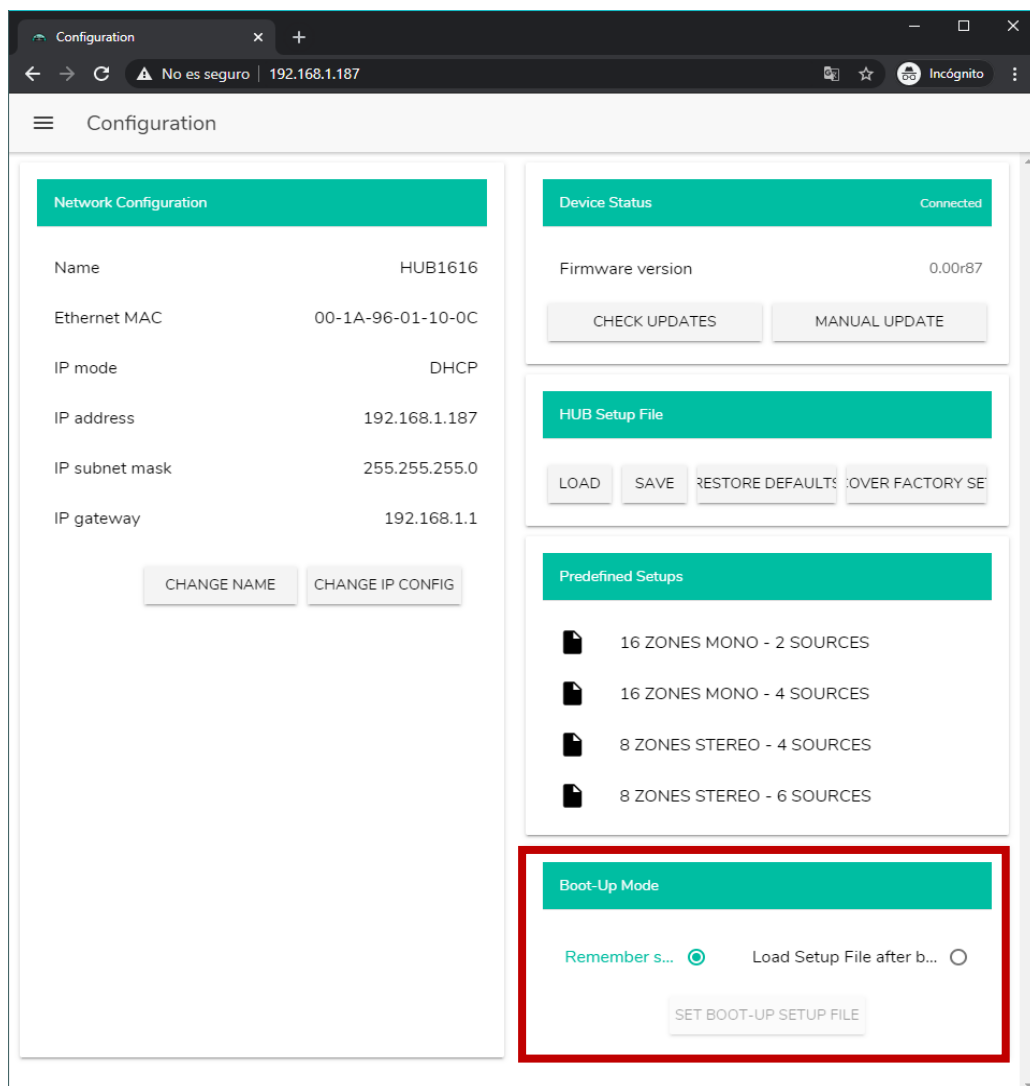 Configuration
No es seguro | 192.168.1.187
Incógnito
Configuration
Network Configuration
Name HUB1616
Ethernet MAC 00-1A-96-01-10-0C
IP mode DHCP
IP address 192.168.1.187
IP subnet mask 255.255.255.0
IP gateway 192.168.1.1
CHANGE NAME CHANGE IP CONFIG
Device Status Connected
Firmware version 0.00r87
CHECK UPDATES MANUAL UPDATE
HUB Setup File
LOAD SAVE RESTORE DEFAULTS COVER FACTORY SE
Predefined Setups
16 ZONES MONO - 2 SOURCES
16 ZONES MONO - 4 SOURCES
8 ZONES STEREO - 4 SOURCES
8 ZONES STEREO - 6 SOURCES
Boot-Up Mode
Remember s... Load Setup File after b...
SET BOOT-UP SETUP FILE